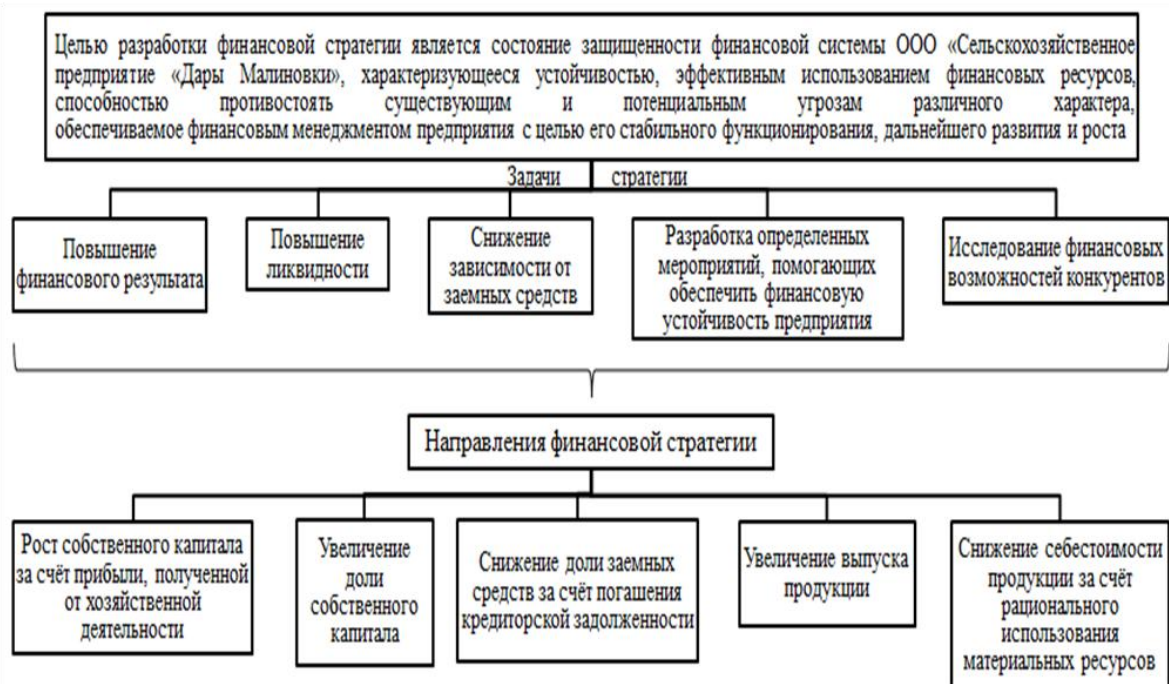 Целью разработки финансовой стратегии является состояние защищенности финансовой системы ООО «Сельскохозяйственное
предприятие «Дары Малиновки», характеризующееся устойчивостью, эффективным использованием финансовых ресурсов,
способностью противостоять существующим и потенциальным угрозам различного характера,
обеспечиваемое финансовым менеджментом предприятия с целью его стабильного функционирования, дальнейшего развития и роста
Задачи стратегии
Повышение
финансового результата
Повышение
ликвидности
Снижение
зависимости от
заемных средств
Разработка определенных
мероприятий, помогающих
обеспечить финансовую
устойчивость предприятия
Исследование финансовых
возможностей конкурентов
Направления финансовой стратегии
Рост собственного капитала
за счёт прибыли, полученной
от хозяйственной
деятельности
Увеличение
доли
собственного
капитала
Снижение доли заемных
средств за счёт погашения
кредиторской задолженности
Увеличение выпуска
продукции
Снижение себестоимости
продукции за счёт
рационального
использования
материальных ресурсов